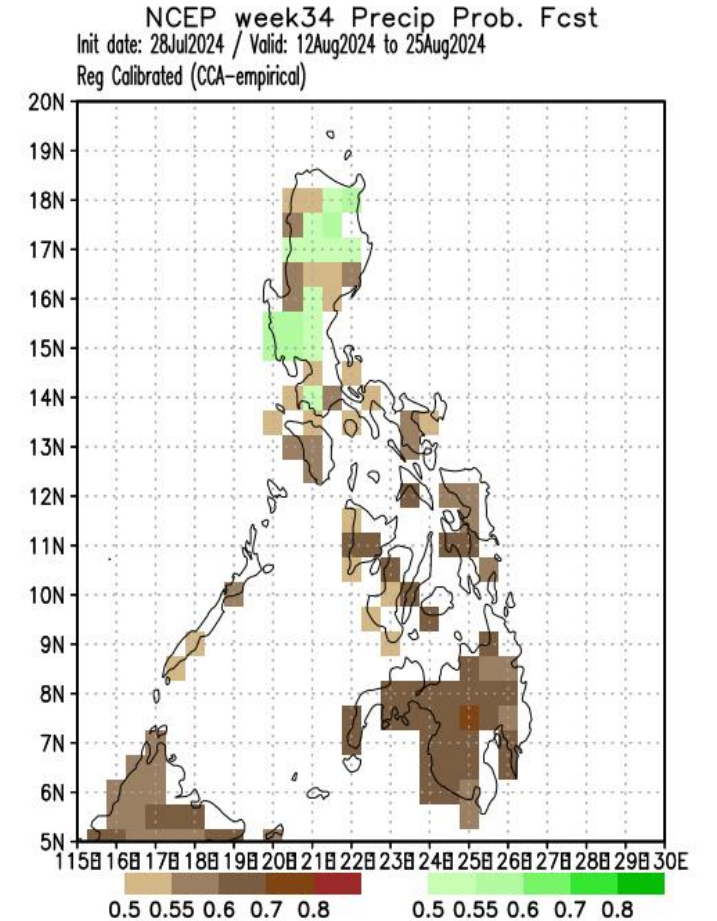 NCEP week34 Precip Prob. Fcst
Init date: 28Jul2024 / Valid: 12Aug2024 to 25Aug2024
Reg Calibrated (CCA-empirical)
20N
19N
18N
17N
16N
15N
14N
13N
12N
11N
10N
9N
8N
7N
6N
5N
115E 116E 117E 118E 119E 120E 121E 122E 123E 124E 125E 126E 127E 128E 129E 130E
0.5 0.55 0.6 0.7 0.8 0.5 0.55 0.6 0.7 0.8